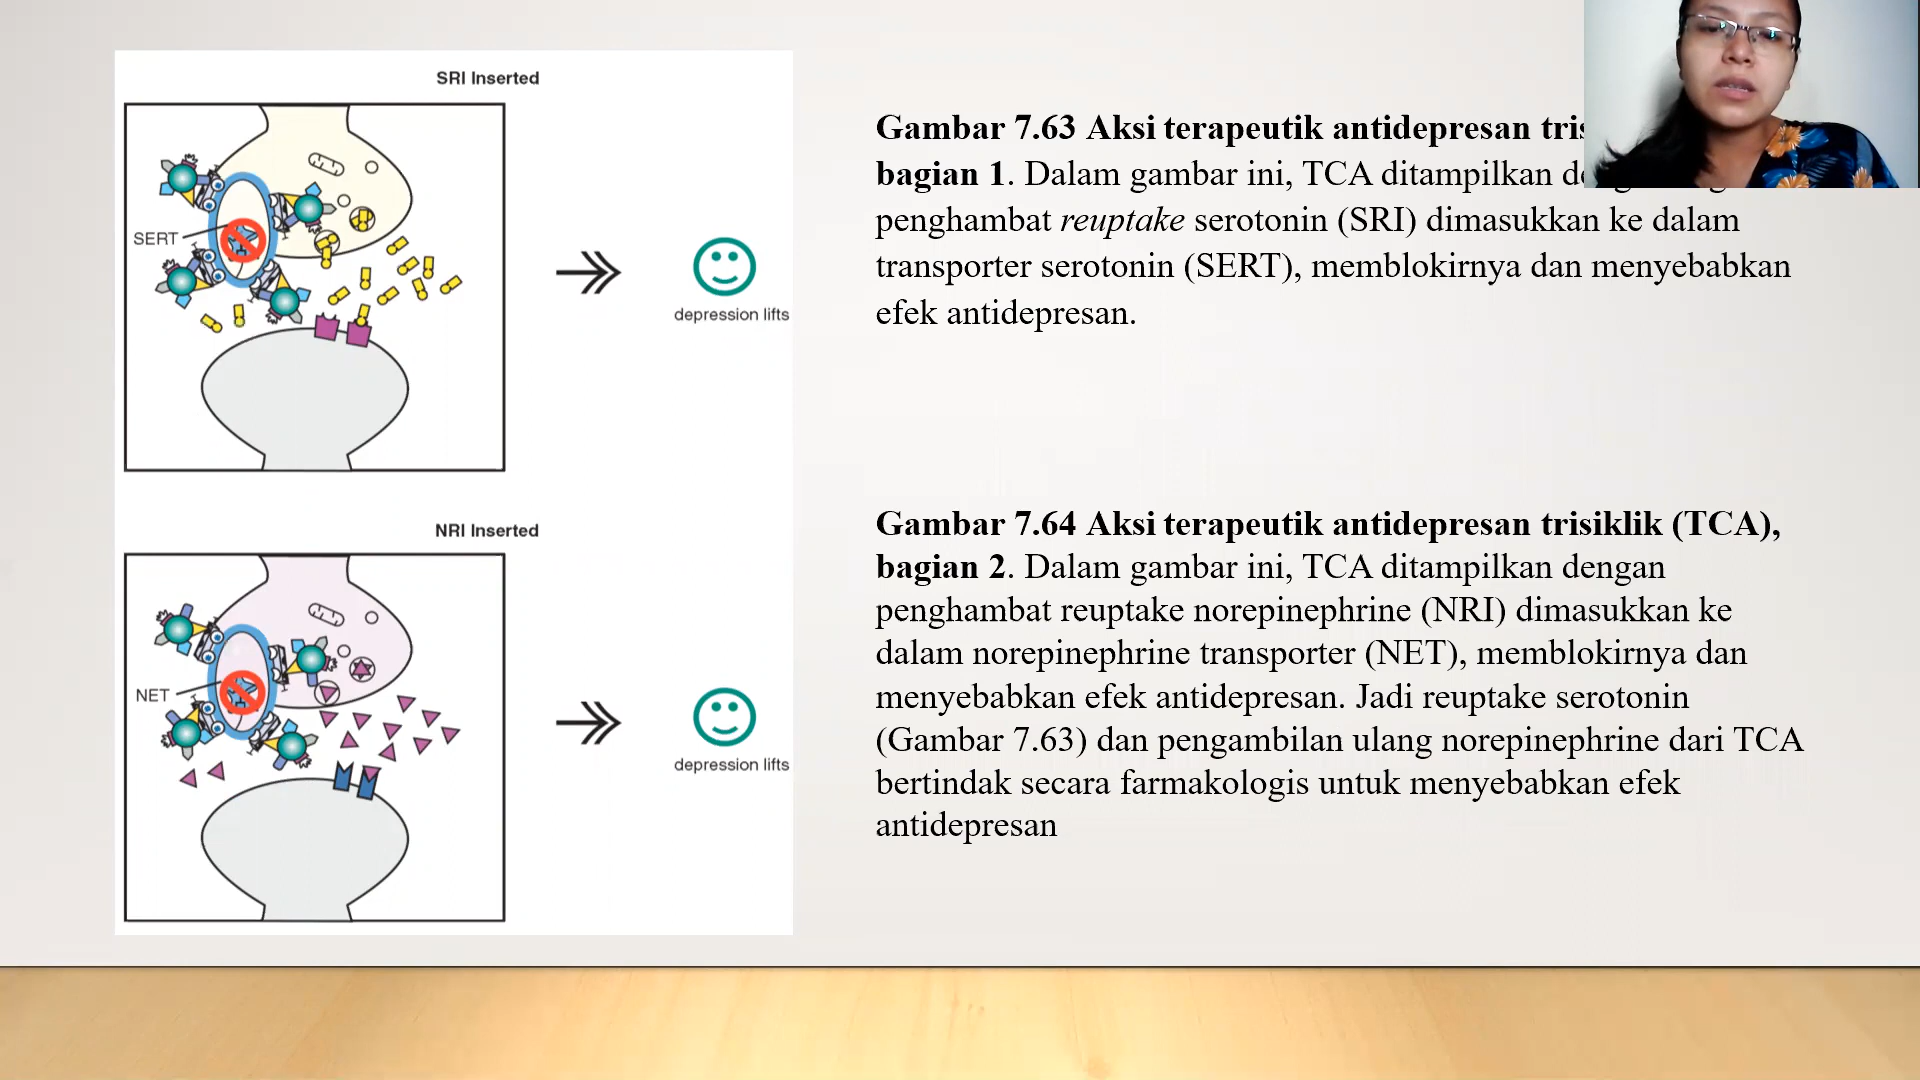 SRI Inserted
SERT
depression lifts
NRI Inserted
NET
depression lifts
Gambar 7.63 Aksi terapeutik antidepresan
bagian 1. Dalam gambar ini, TCA ditampilkan
penghambat reuptake serotonin (SRI) dimasukkan ke dalam
transporter serotonin (SERT), memblokirnya dan menyebabkan
efek antidepresan.
Gambar 7.64 Aksi terapeutik antidepresan trisiklik (TCA),
bagian 2. Dalam gambar ini, TCA ditampilkan dengan
penghambat reuptake norepinephrine (NRI) dimasukkan ke
dalam norepinephrine transporter (NET), memblokirnya dan
menyebabkan efek antidepresan. Jadi reuptake serotonin
(Gambar 7.63) dan pengambilan ulang norepinephrine dari TCA
bertindak secara farmakologis untuk menyebabkan efek
antidepresan